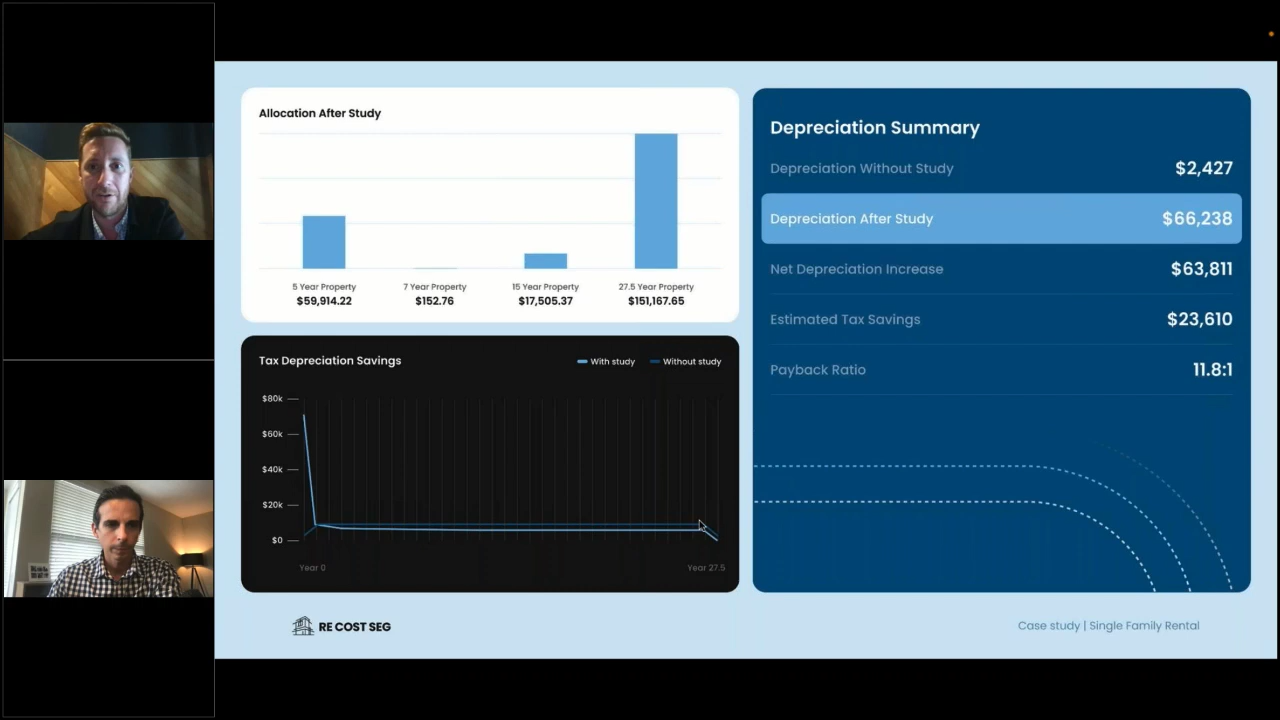 Allocation After Study
5 Year Property
$59,914.22
7 Year Property
$152.76
15 Year Property
$17,505.37
27.5 Year Property
$151,167.65
Tax Depreciation Savings
With study
Without study
$80k
$60k
$40k
$20k
$0
Year 0
Year 27.5
Depreciation Summary
Depreciation Without Study $2,427
Depreciation After Study $66,238
Net Depreciation Increase $63,811
Estimated Tax Savings $23,610
Payback Ratio 11.8:1
RE COST SEG
Case study | Single Family Rental